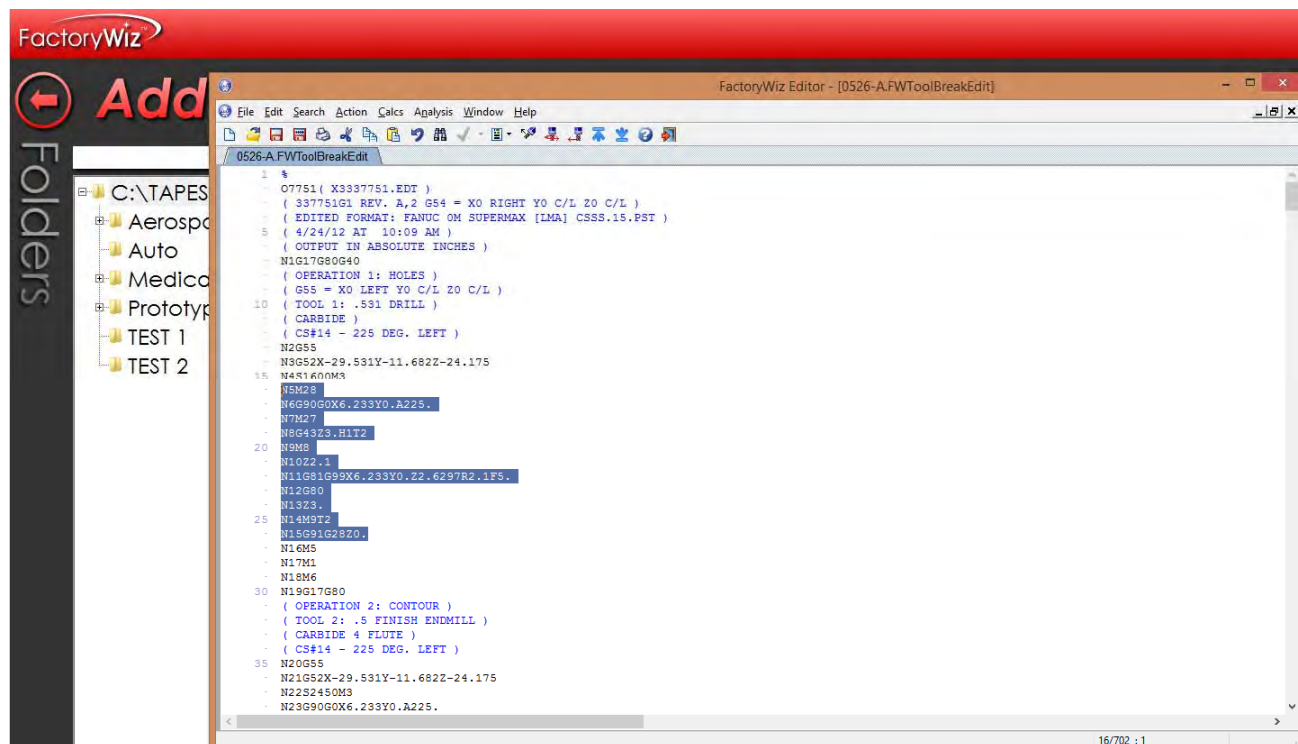 FactoryWiz
Add
Folders
C:\TAPES
Aerospa
Auto
Medica
Prototyp
TEST 1
TEST 2
FactoryWiz Editor - [0526-A.FWToolBreakEdit]
File Edit Search Action Calcs Analysis Window Help
0526-A.FWToolBreakEdit
1 %
O7751( X3337751.EDT )
( 337751G1 REV. A,2 G54 = X0 RIGHT Y0 C/L Z0 C/L )
( EDITED FORMAT: FANUC 0M SUPERMAX [LMA] CSSS.15.PST )
5 ( 4/24/12 AT 10:09 AM )
( OUTPUT IN ABSOLUTE INCHES )
N1G17G80G40
( OPERATION 1: HOLES )
( G55 = X0 LEFT Y0 C/L Z0 C/L )
10 ( TOOL 1: .531 DRILL )
( CARBIDE )
( CS#14 - 225 DEG. LEFT )
N2G55
N3G52X-29.531Y-11.682Z-24.175
15 N4S1600M3
N5M28
N6G90G0X6.233Y0.A225.
N7M27
N8G43Z3.H1T2
20 N9M8
N10Z2.1
N11G81G99X6.233Y0.Z2.6297R2.1F5.
N12G80
N13Z3.
25 N14M9T2
N15G91G28Z0.
N16M5
N17M1
N18M6
30 N19G17G80
( OPERATION 2: CONTOUR )
( TOOL 2: .5 FINISH ENDMILL )
( CARBIDE 4 FLUTE )
( CS#14 - 225 DEG. LEFT )
35 N20G55
N21G52X-29.531Y-11.682Z-24.175
N22S2450M3
N23G90G0X6.233Y0.A225.
16/702 : 1